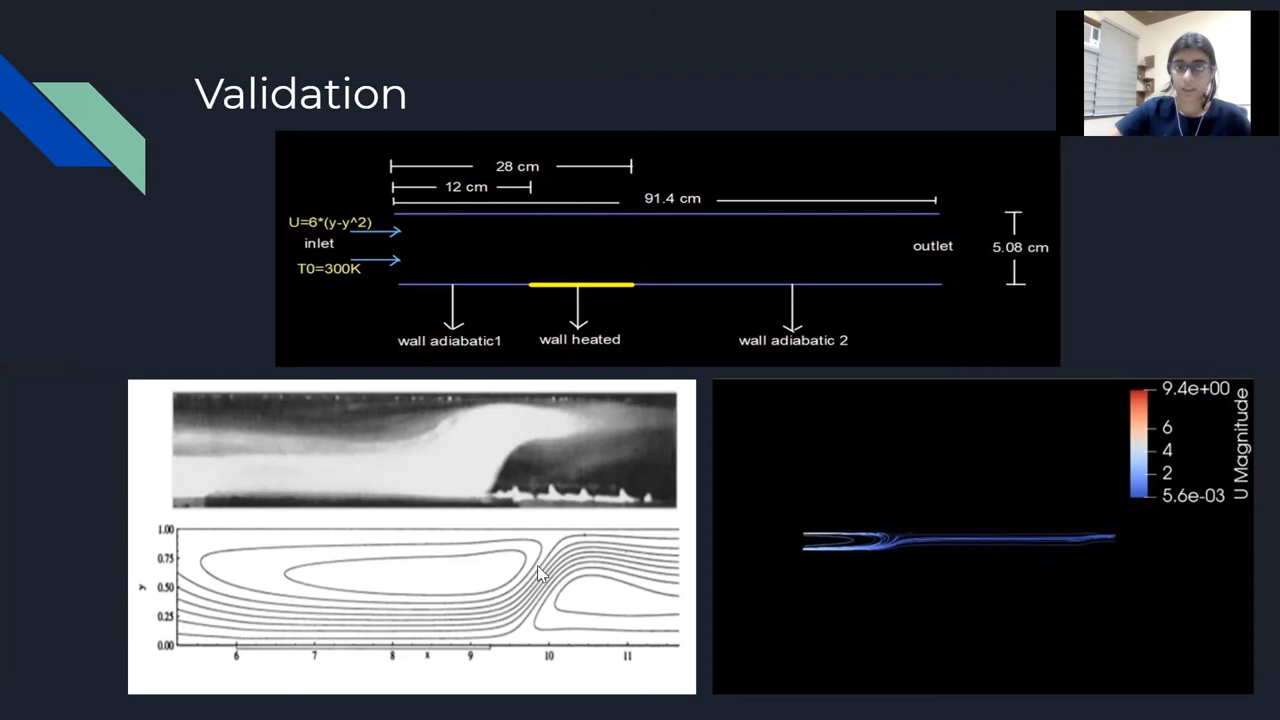 Validation
28 cm
12 cm
91.4 cm
U=6*(y-y^2)
inlet
T0=300K
outlet
5.08 cm
wall adiabatic1
wall heated
wall adiabatic 2
1.00
0.75
0.50
0.25
0.00
y
6
7
8
x
9
10
11
9.4e+00
6
4
2
5.6e-03
U Magnitude